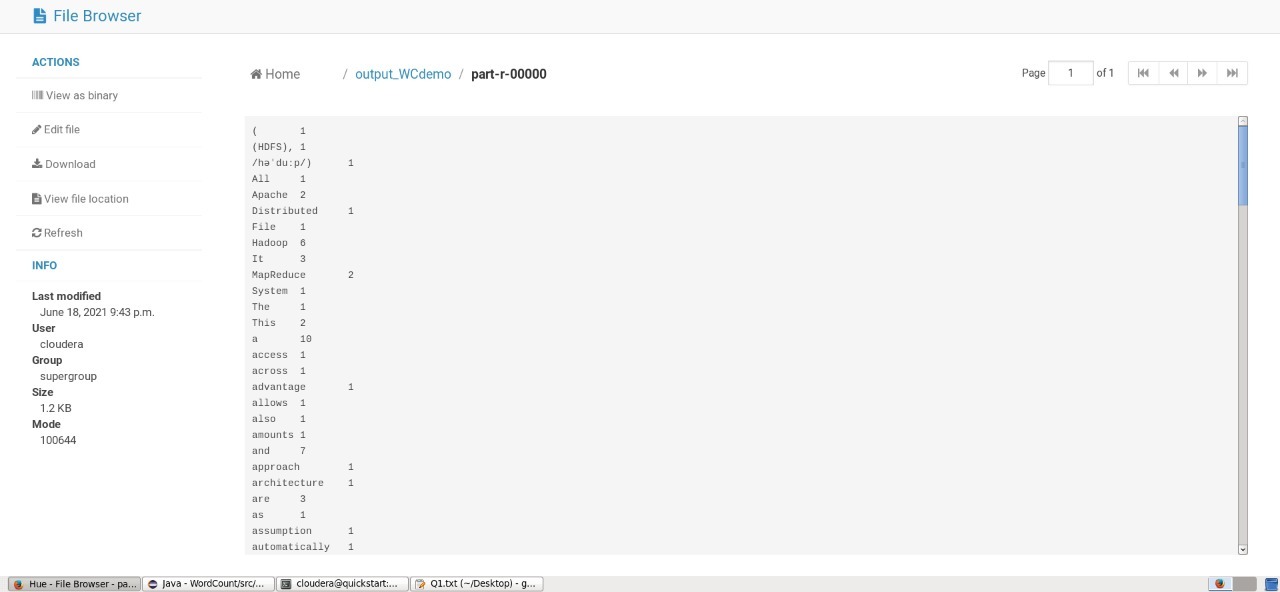 File Browser
ACTIONS
View as binary
Edit file
Download
View file location
Refresh
INFO
Last modified
June 18, 2021 9:43 p.m.
User
cloudera
Group
supergroup
Size
1.2 KB
Mode
100644
Home / output_WCdemo / part-r-00000
Page 1 of 1
( 1
(HDFS), 1
/həˈduːp/) 1
All 1
Apache 2
Distributed 1
File 1
Hadoop 6
It 3
MapReduce 2
System 1
The 1
This 2
a 10
access 1
across 1
advantage 1
allows 1
also 1
amounts 1
and 7
approach 1
architecture 1
are 3
as 1
assumption 1
automatically 1
Hue - File Browser - pa... Java - WordCount/src/... cloudera@quickstart:... Q1.txt (~/Desktop) - g...